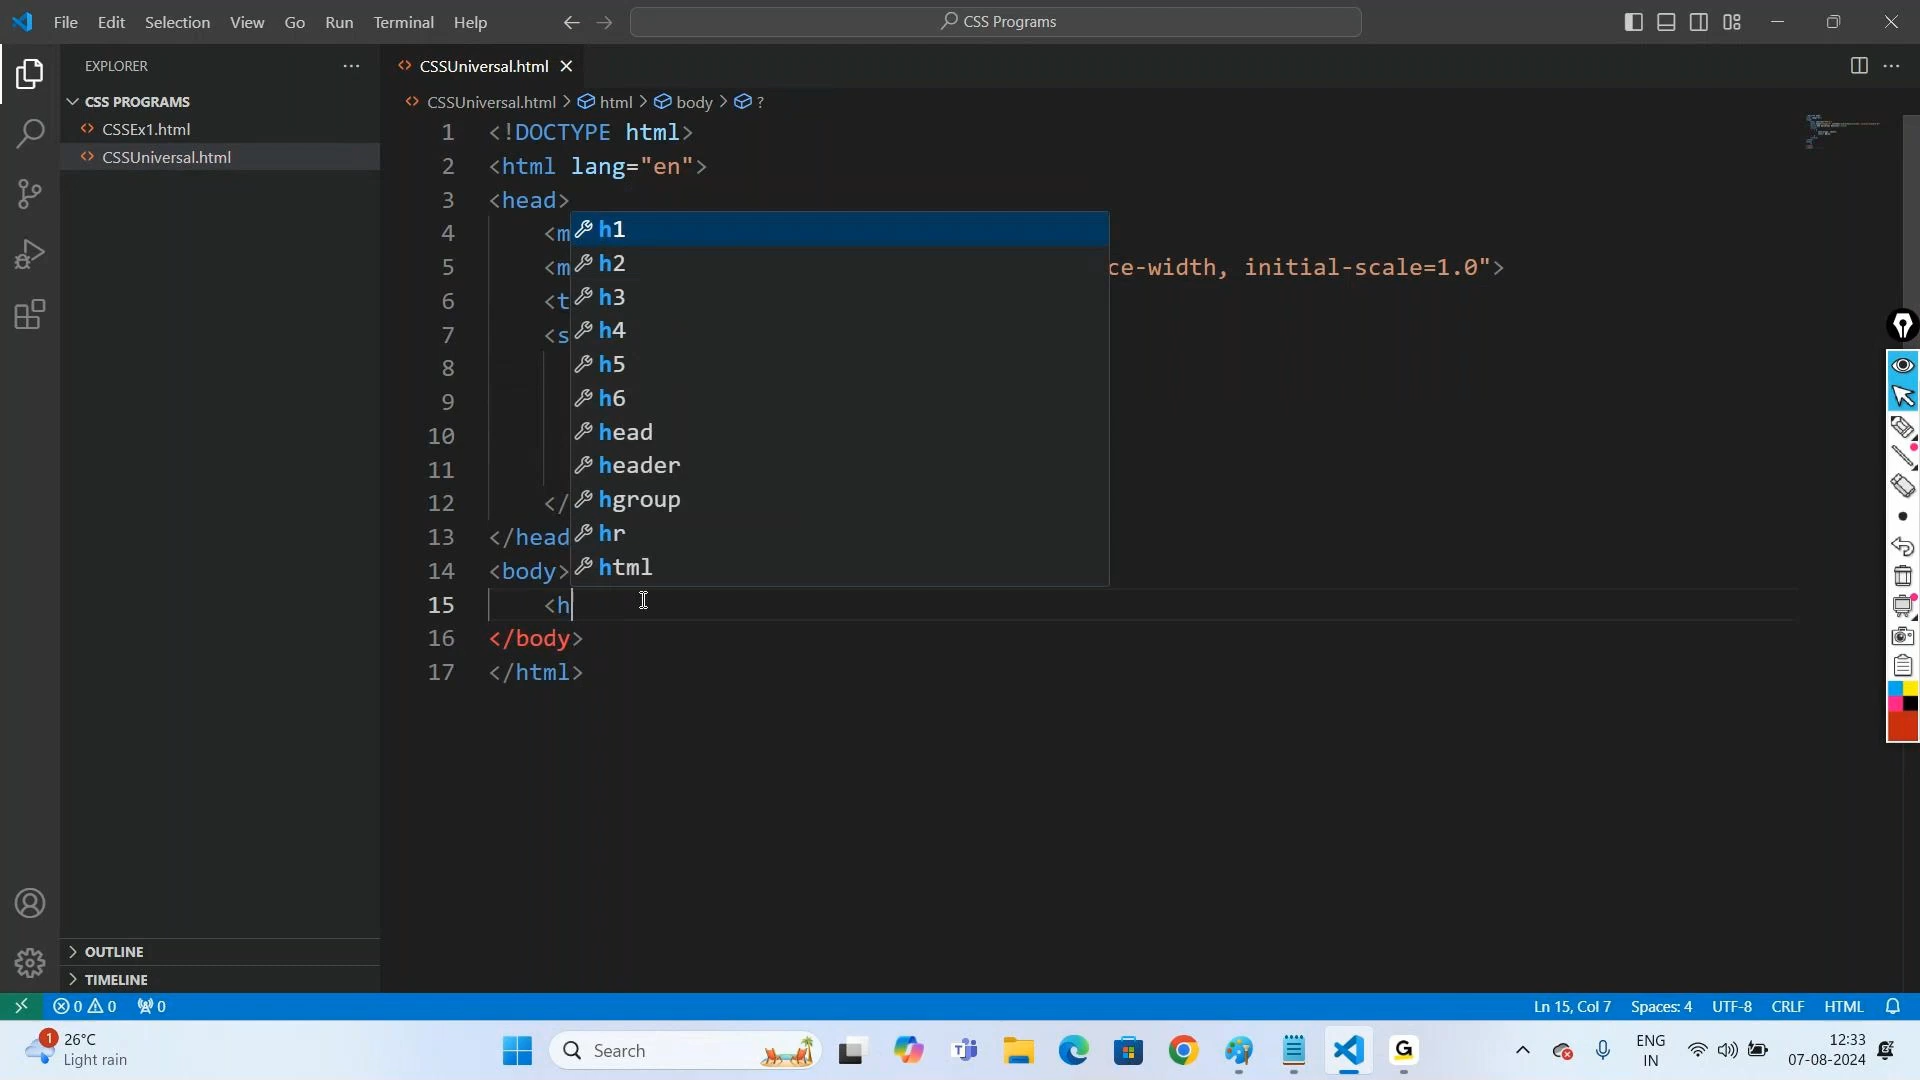 File Edit Selection View Go Run Terminal Help
CSS Programs
EXPLORER
CSS PROGRAMS
CSSEx1.html
CSSUniversal.html
OUTLINE
TIMELINE
CSSUniversal.html
CSSUniversal.html > html > body > ?
1 <!DOCTYPE html>
2 <html lang="en">
3 <head>
4 <m
5 <m ce-width, initial-scale=1.0">
6 <t
7 <s
8
9
10
11
12 </
13 </head
14 <body>
15 <h
16 </body>
17 </html>
h1
h2
h3
h4
h5
h6
head
header
hgroup
hr
html
0 0 0
Ln 15, Col 7 Spaces: 4 UTF-8 CRLF HTML
1
26°C
Light rain
Search
ENG
IN
12:33
07-08-2024